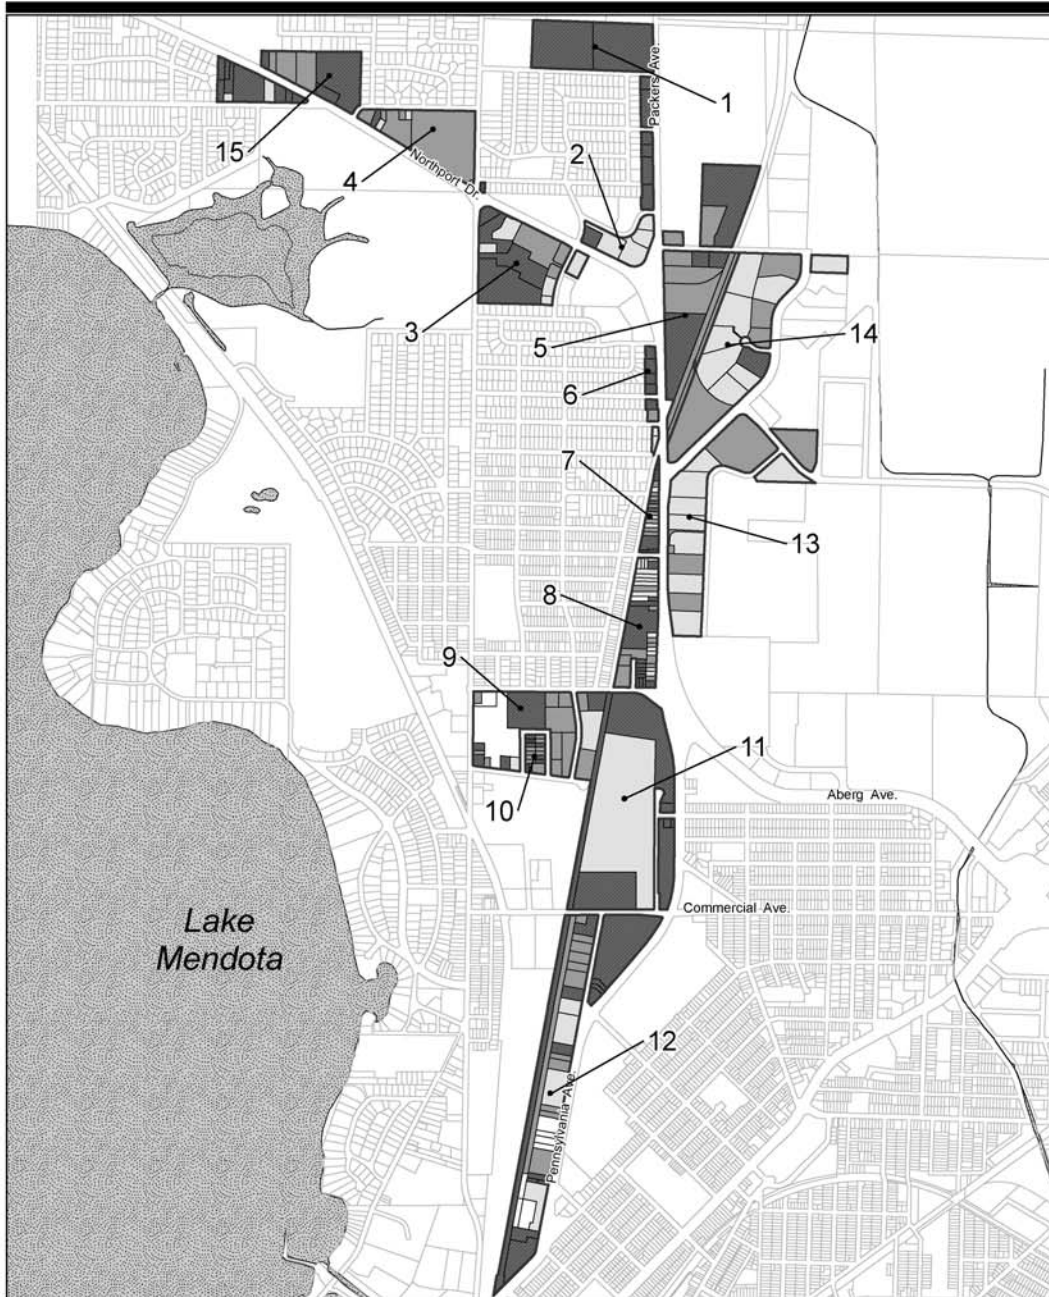 Packers Ave.
1
15
4
Northport Dr.
2
3
5
14
6
7
13
8
9
11
10
Aberg Ave.
Commercial Ave.
Lake
Mendota
12
Pennsylvania Ave.